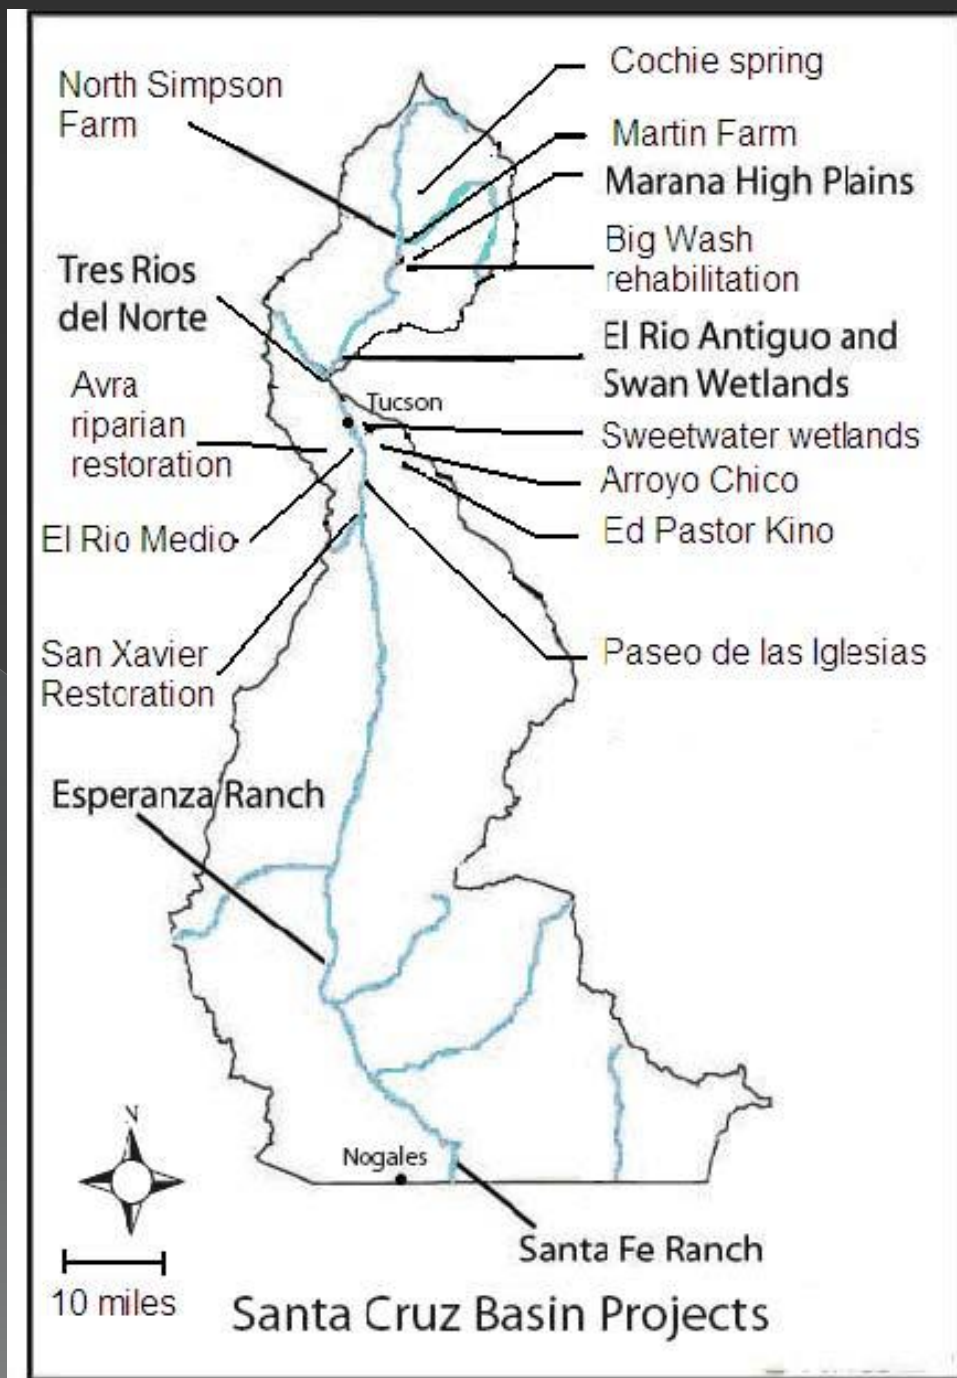 Cochie spring
North Simpson
Farm
Martin Farm
Marana High Plains
Big Wash
rehabilitation
Tres Rios
del Norte
El Rio Antiguo and
Swan Wetlands
Avra
riparian
restoration
Tucson
Sweetwater wetlands
Arroyo Chico
El Rio Medio
Ed Pastor Kino
San Xavier
Restoration
Paseo de las Iglesias
Esperanza Ranch
N
Nogales
Santa Fe Ranch
10 miles
Santa Cruz Basin Projects